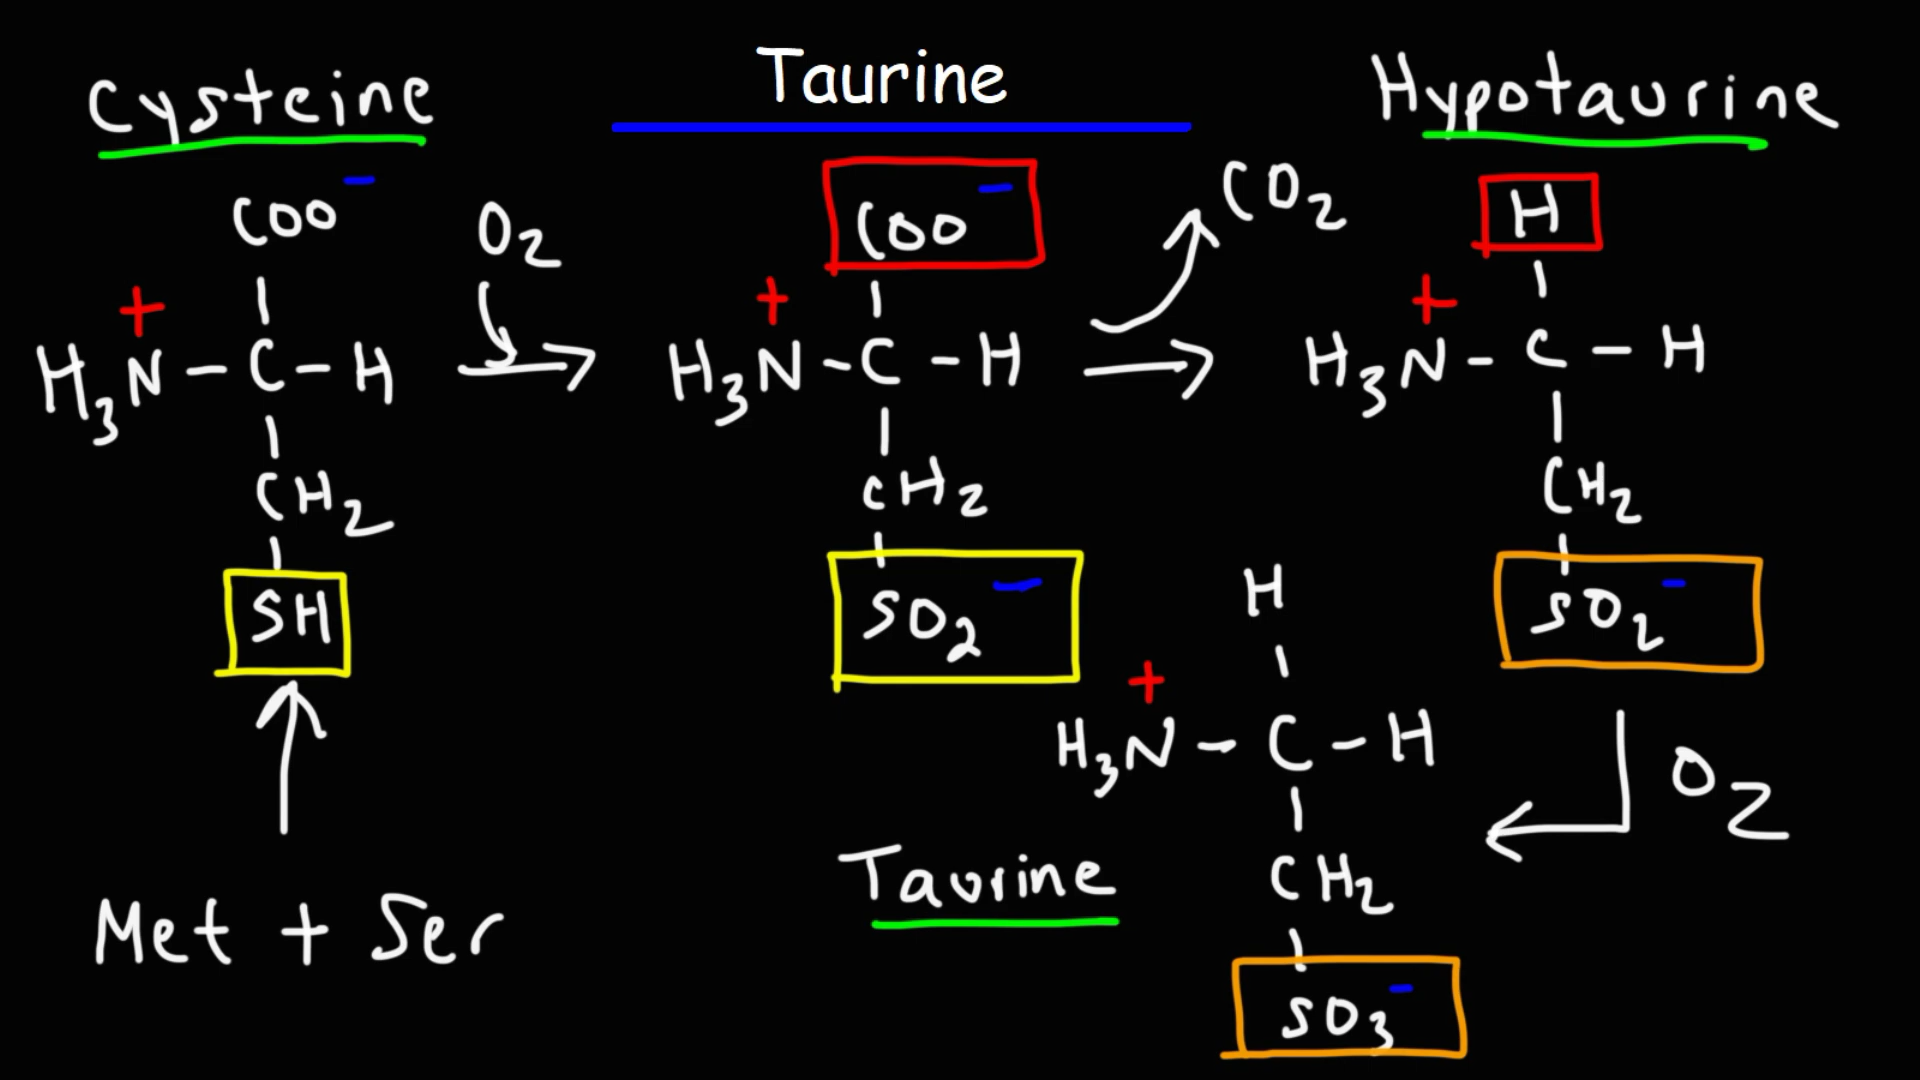 Taurine
Cysteine
COO⁻
H₃N⁺ – C – H
CH₂
SH
Met + Ser
O₂
COO⁻
H₃N⁺ – C – H
CH₂
SO₂⁻
CO₂
Hypotaurine
H
H₃N⁺ – C – H
CH₂
SO₂⁻
O₂
Taurine
H
H₃N⁺ – C – H
CH₂
SO₃⁻